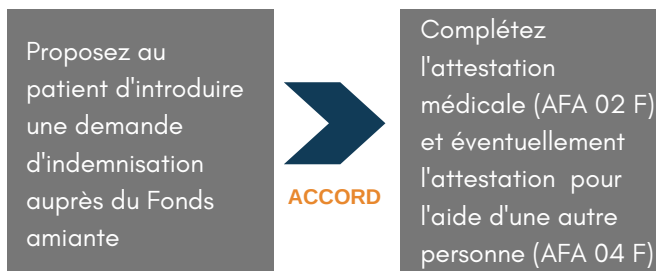 Proposez au
patient d'introduire
une demande
d'indemnisation
auprès du Fonds
amiante
ACCORD
Complétez
l'attestation
médicale (AFA 02 F)
et éventuellement
l'attestation pour
l'aide d'une autre
personne (AFA 04 F)